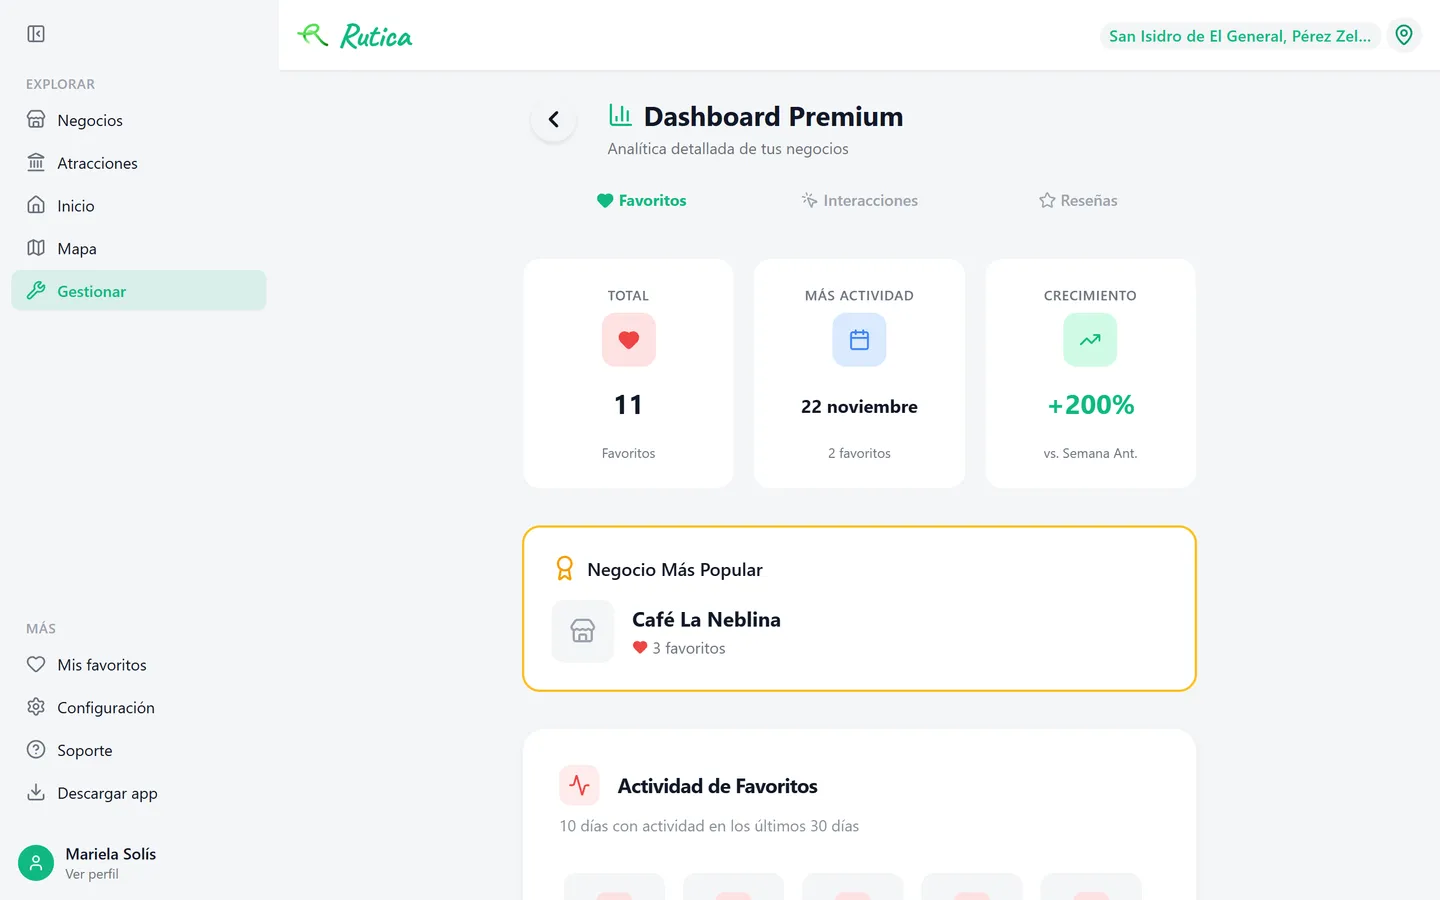 EXPLORAR
Negocios
Atracciones
Inicio
Mapa
Gestionar
MÁS
Mis favoritos
Configuración
Soporte
Descargar app
Mariela Solís
Ver perfil
Rutica
San Isidro de El General, Pérez Zel...
Dashboard Premium
Analítica detallada de tus negocios
Favoritos
Interacciones
Reseñas
TOTAL
11
Favoritos
MÁS ACTIVIDAD
22 noviembre
2 favoritos
CRECIMIENTO
+200%
vs. Semana Ant.
Negocio Más Popular
Café La Neblina
3 favoritos
Actividad de Favoritos
10 días con actividad en los últimos 30 días